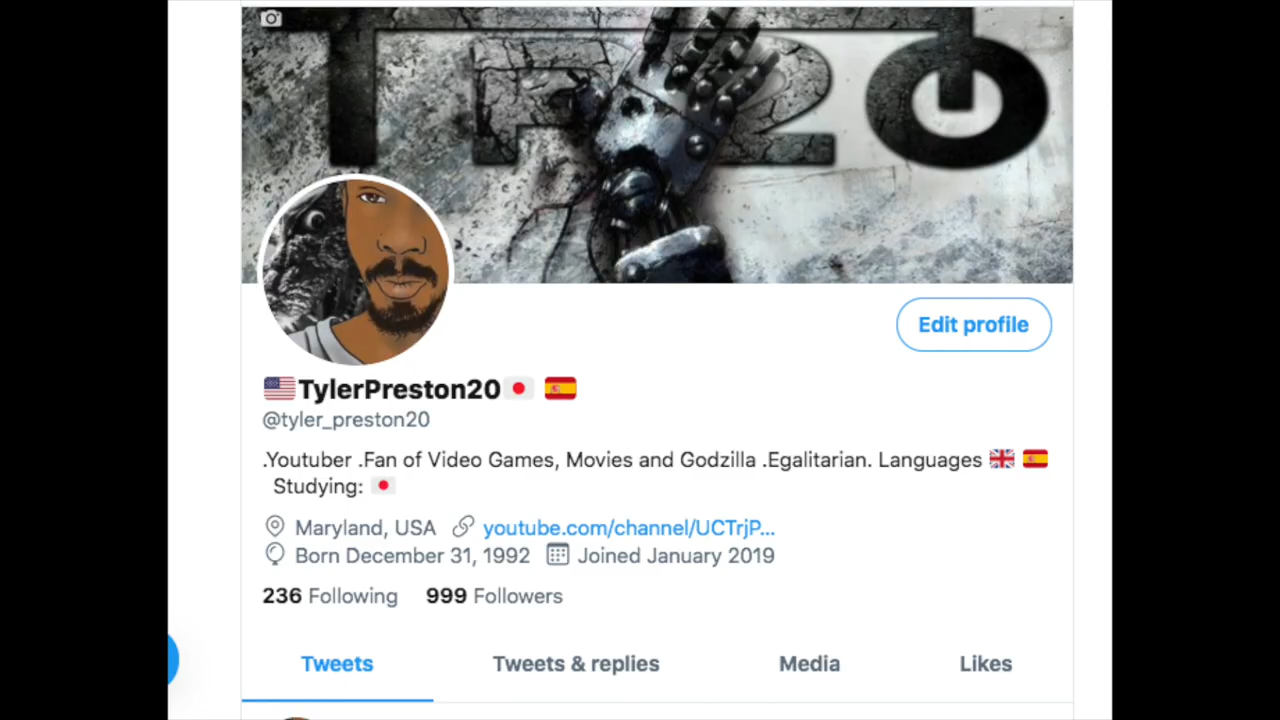 TP20
Edit profile
🇺🇸TylerPreston20🇯🇵 🇪🇸
@tyler_preston20
.Youtuber .Fan of Video Games, Movies and Godzilla .Egalitarian. Languages 🇬🇧 🇪🇸
Studying: 🇯🇵
Maryland, USA youtube.com/channel/UCTrjP...
Born December 31, 1992 Joined January 2019
236 Following 999 Followers
Tweets Tweets & replies Media Likes